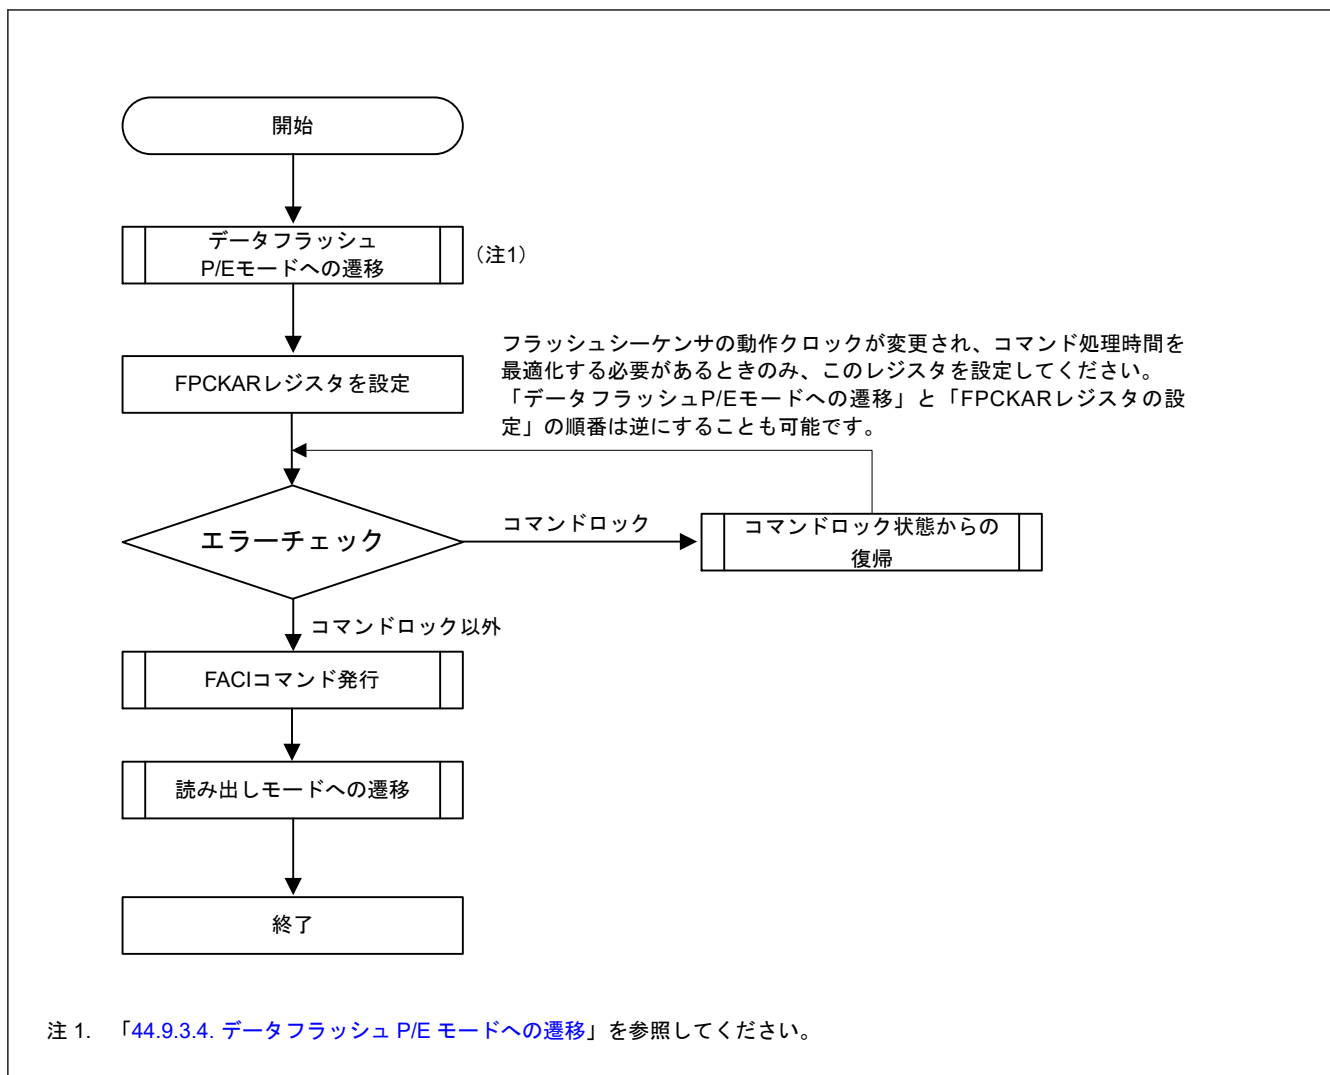 開始
データフラッシュ
P/Eモードへの遷移
（注1）
FPCKARレジスタを設定
フラッシュシーケンサの動作クロックが変更され、コマンド処理時間を
最適化する必要があるときのみ、このレジスタを設定してください。
「データフラッシュP/Eモードへの遷移」と「FPCKARレジスタの設
定」の順番は逆にすることも可能です。
エラーチェック
コマンドロック
コマンドロック状態からの
復帰
コマンドロック以外
FACIコマンド発行
読み出しモードへの遷移
終了
注 1. 「44.9.3.4. データフラッシュ P/E モードへの遷移」を参照してください。